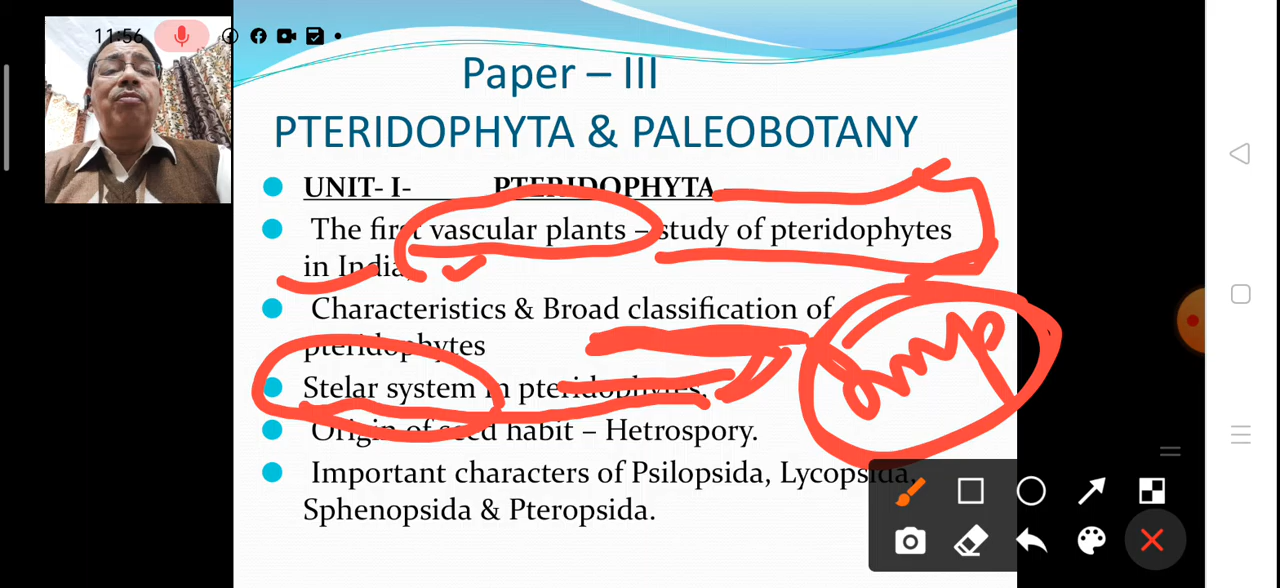 11:56
Paper – III
PTERIDOPHYTA & PALEOBOTANY
UNIT- I- PTERIDOPHYTA
The first vascular plants – study of pteridophytes
in India,
Characteristics & Broad classification of
pteridophytes
Imp
Stelar system in pteridophytes.
Origin of seed habit – Hetrospory.
Important characters of Psilopsida, Lycopsida,
Sphenopsida & Pteropsida.